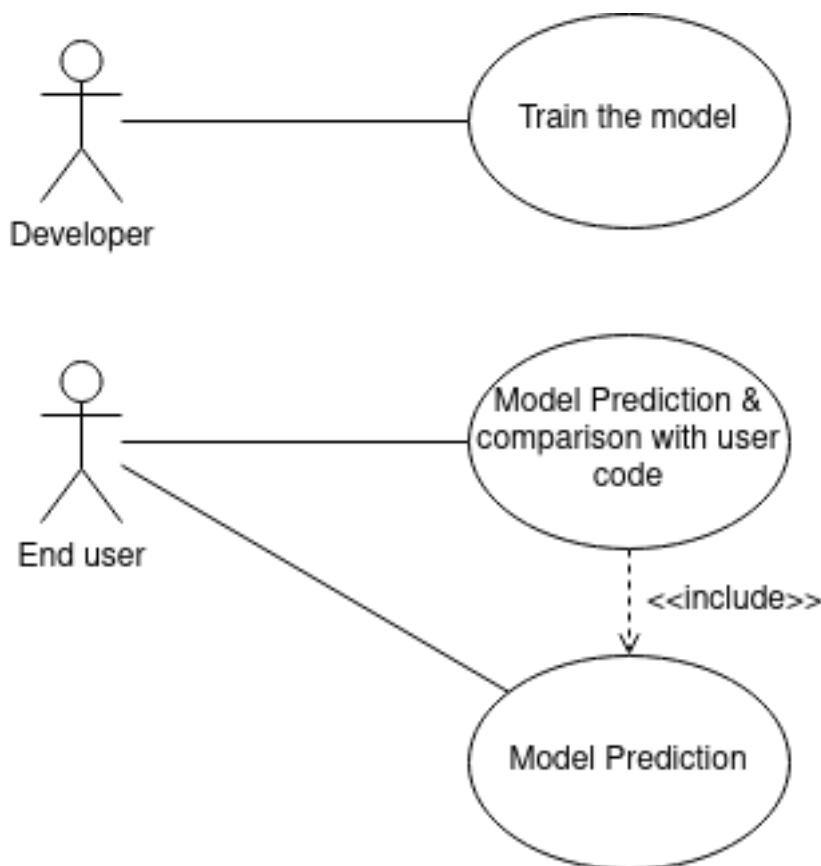 Train the model
Developer
Model Prediction &
comparison with user
code
End user
<<include>>
Model Prediction